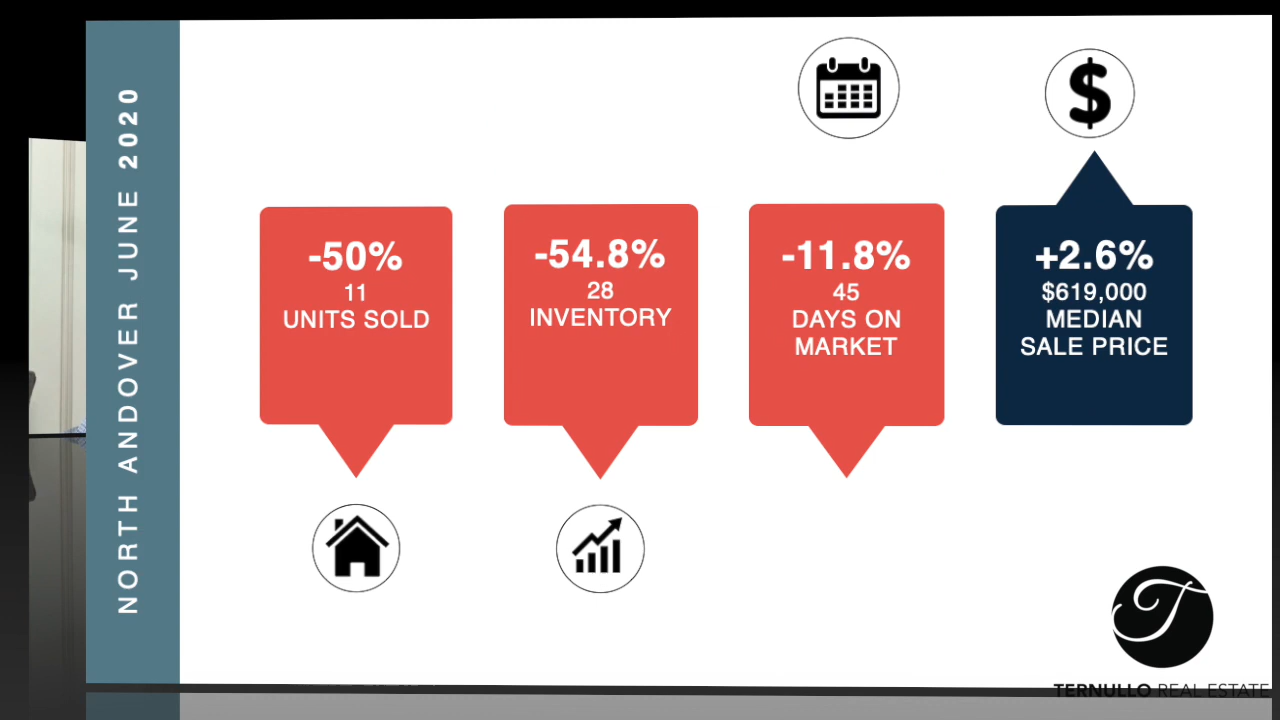 NORTH ANDOVER JUNE 2020
-50%
11
UNITS SOLD
-54.8%
28
INVENTORY
-11.8%
45
DAYS ON
MARKET
+2.6%
$619,000
MEDIAN
SALE PRICE
T
TERNULLO REAL ESTATE